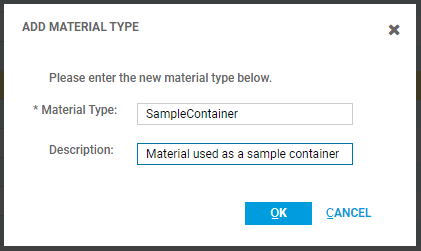 ADD MATERIAL TYPE
Please enter the new material type below.
* Material Type: SampleContainer
Description: Material used as a sample container
OK CANCEL